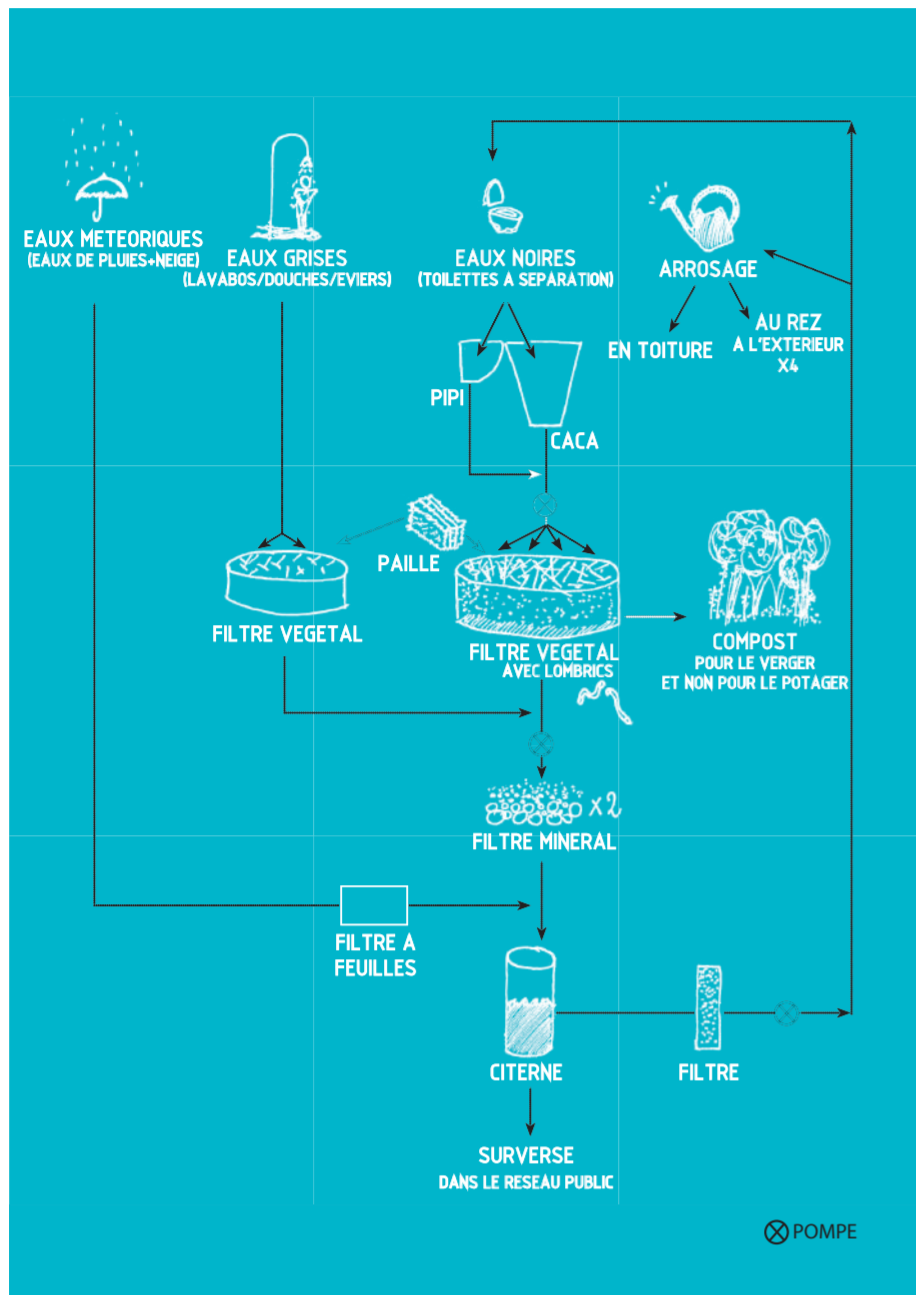 EAUX METEORIQUES
(EAUX DE PLUIES+NEIGE)
EAUX GRISES
(LAVABOS/DOUCHES/EVIERS)
EAUX NOIRES
(TOILETTES A SEPARATION)
ARROSAGE
EN TOITURE
AU REZ
A L'EXTERIEUR
X4
PIPI
CACA
PAILLE
FILTRE VEGETAL
FILTRE VEGETAL
AVEC LOMBRICS
COMPOST
POUR LE VERGER
ET NON POUR LE POTAGER
x2
FILTRE MINERAL
FILTRE A
FEUILLES
CITERNE
FILTRE
SURVERSE
DANS LE RESEAU PUBLIC
POMPE